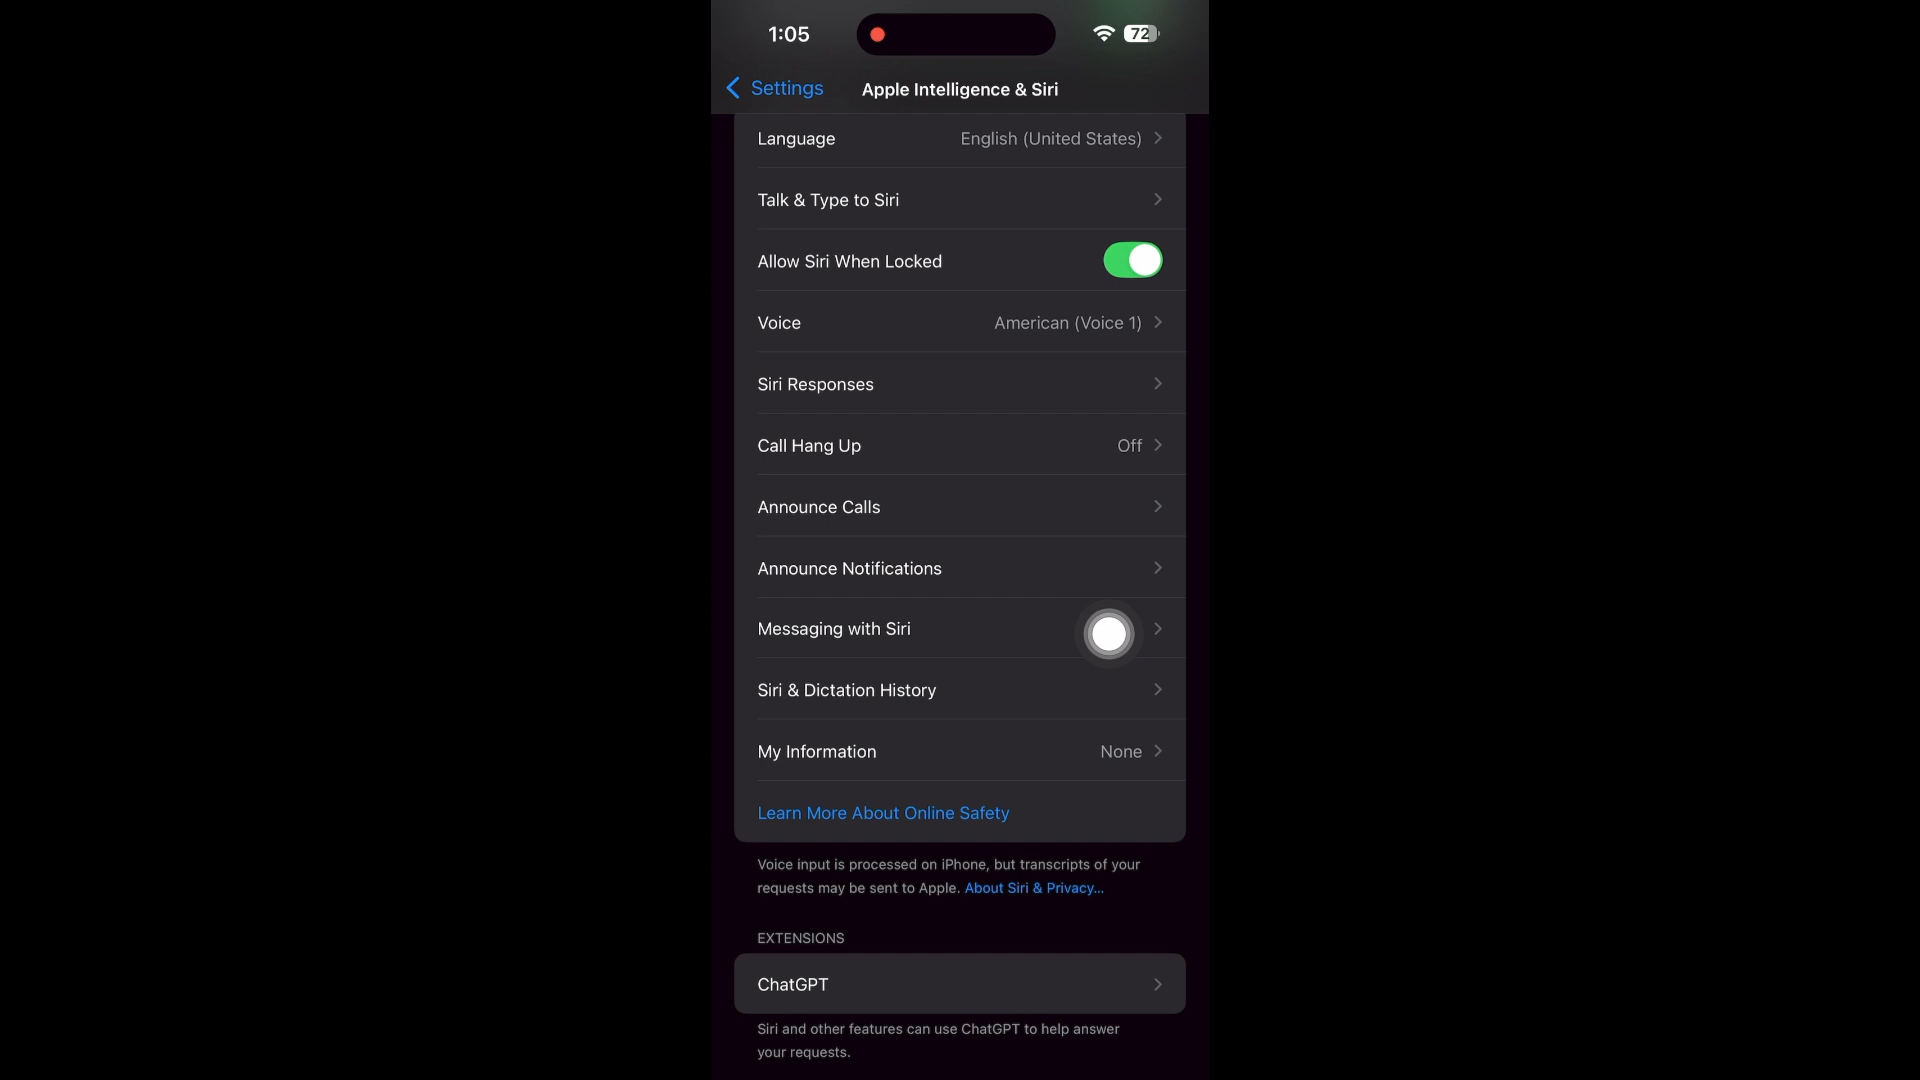 1:05
72
Settings
Apple Intelligence & Siri
Language
English (United States)
Talk & Type to Siri
Allow Siri When Locked
Voice
American (Voice 1)
Siri Responses
Call Hang Up
Off
Announce Calls
Announce Notifications
Messaging with Siri
Siri & Dictation History
My Information
None
Learn More About Online Safety
Voice input is processed on iPhone, but transcripts of your
requests may be sent to Apple. About Siri & Privacy...
EXTENSIONS
ChatGPT
Siri and other features can use ChatGPT to help answer
your requests.